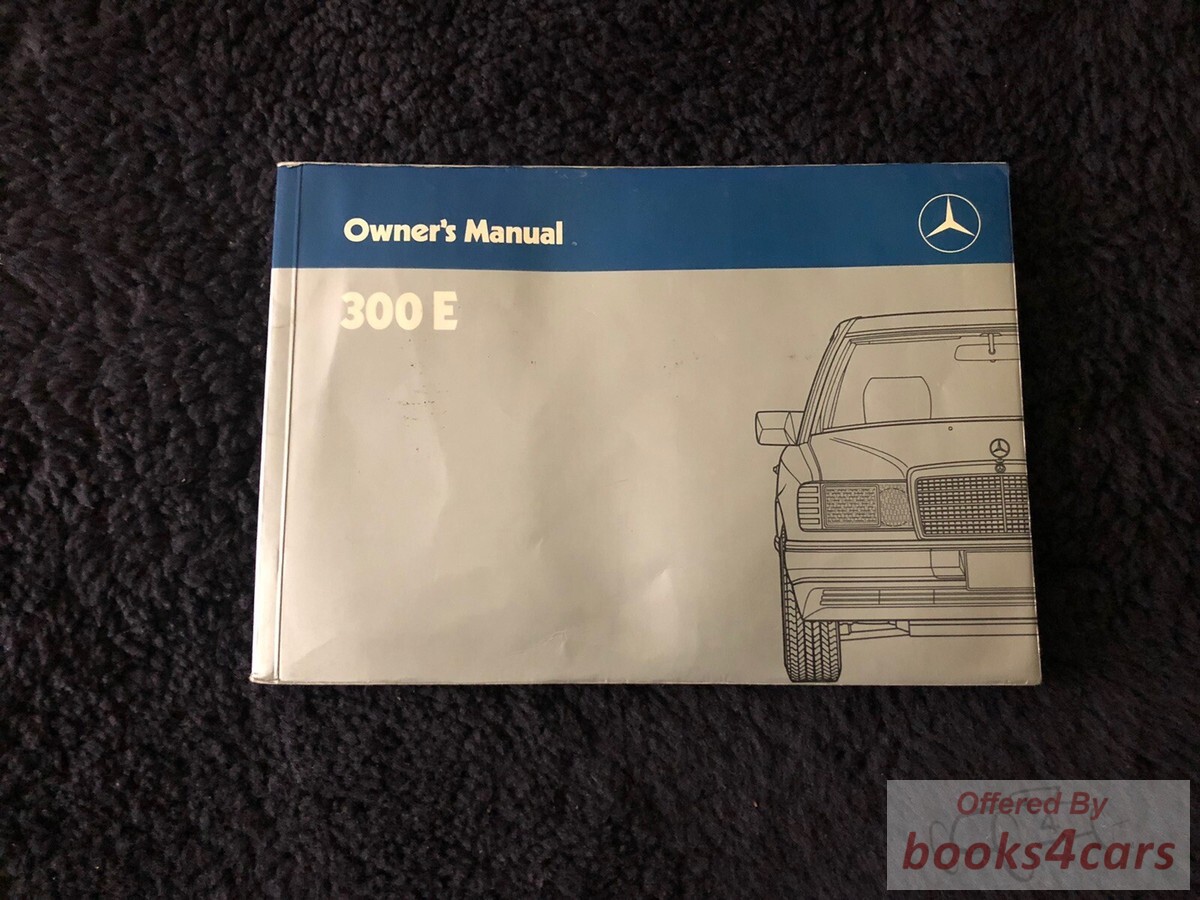 Owner's Manual
300 E
Offered By
books4cars